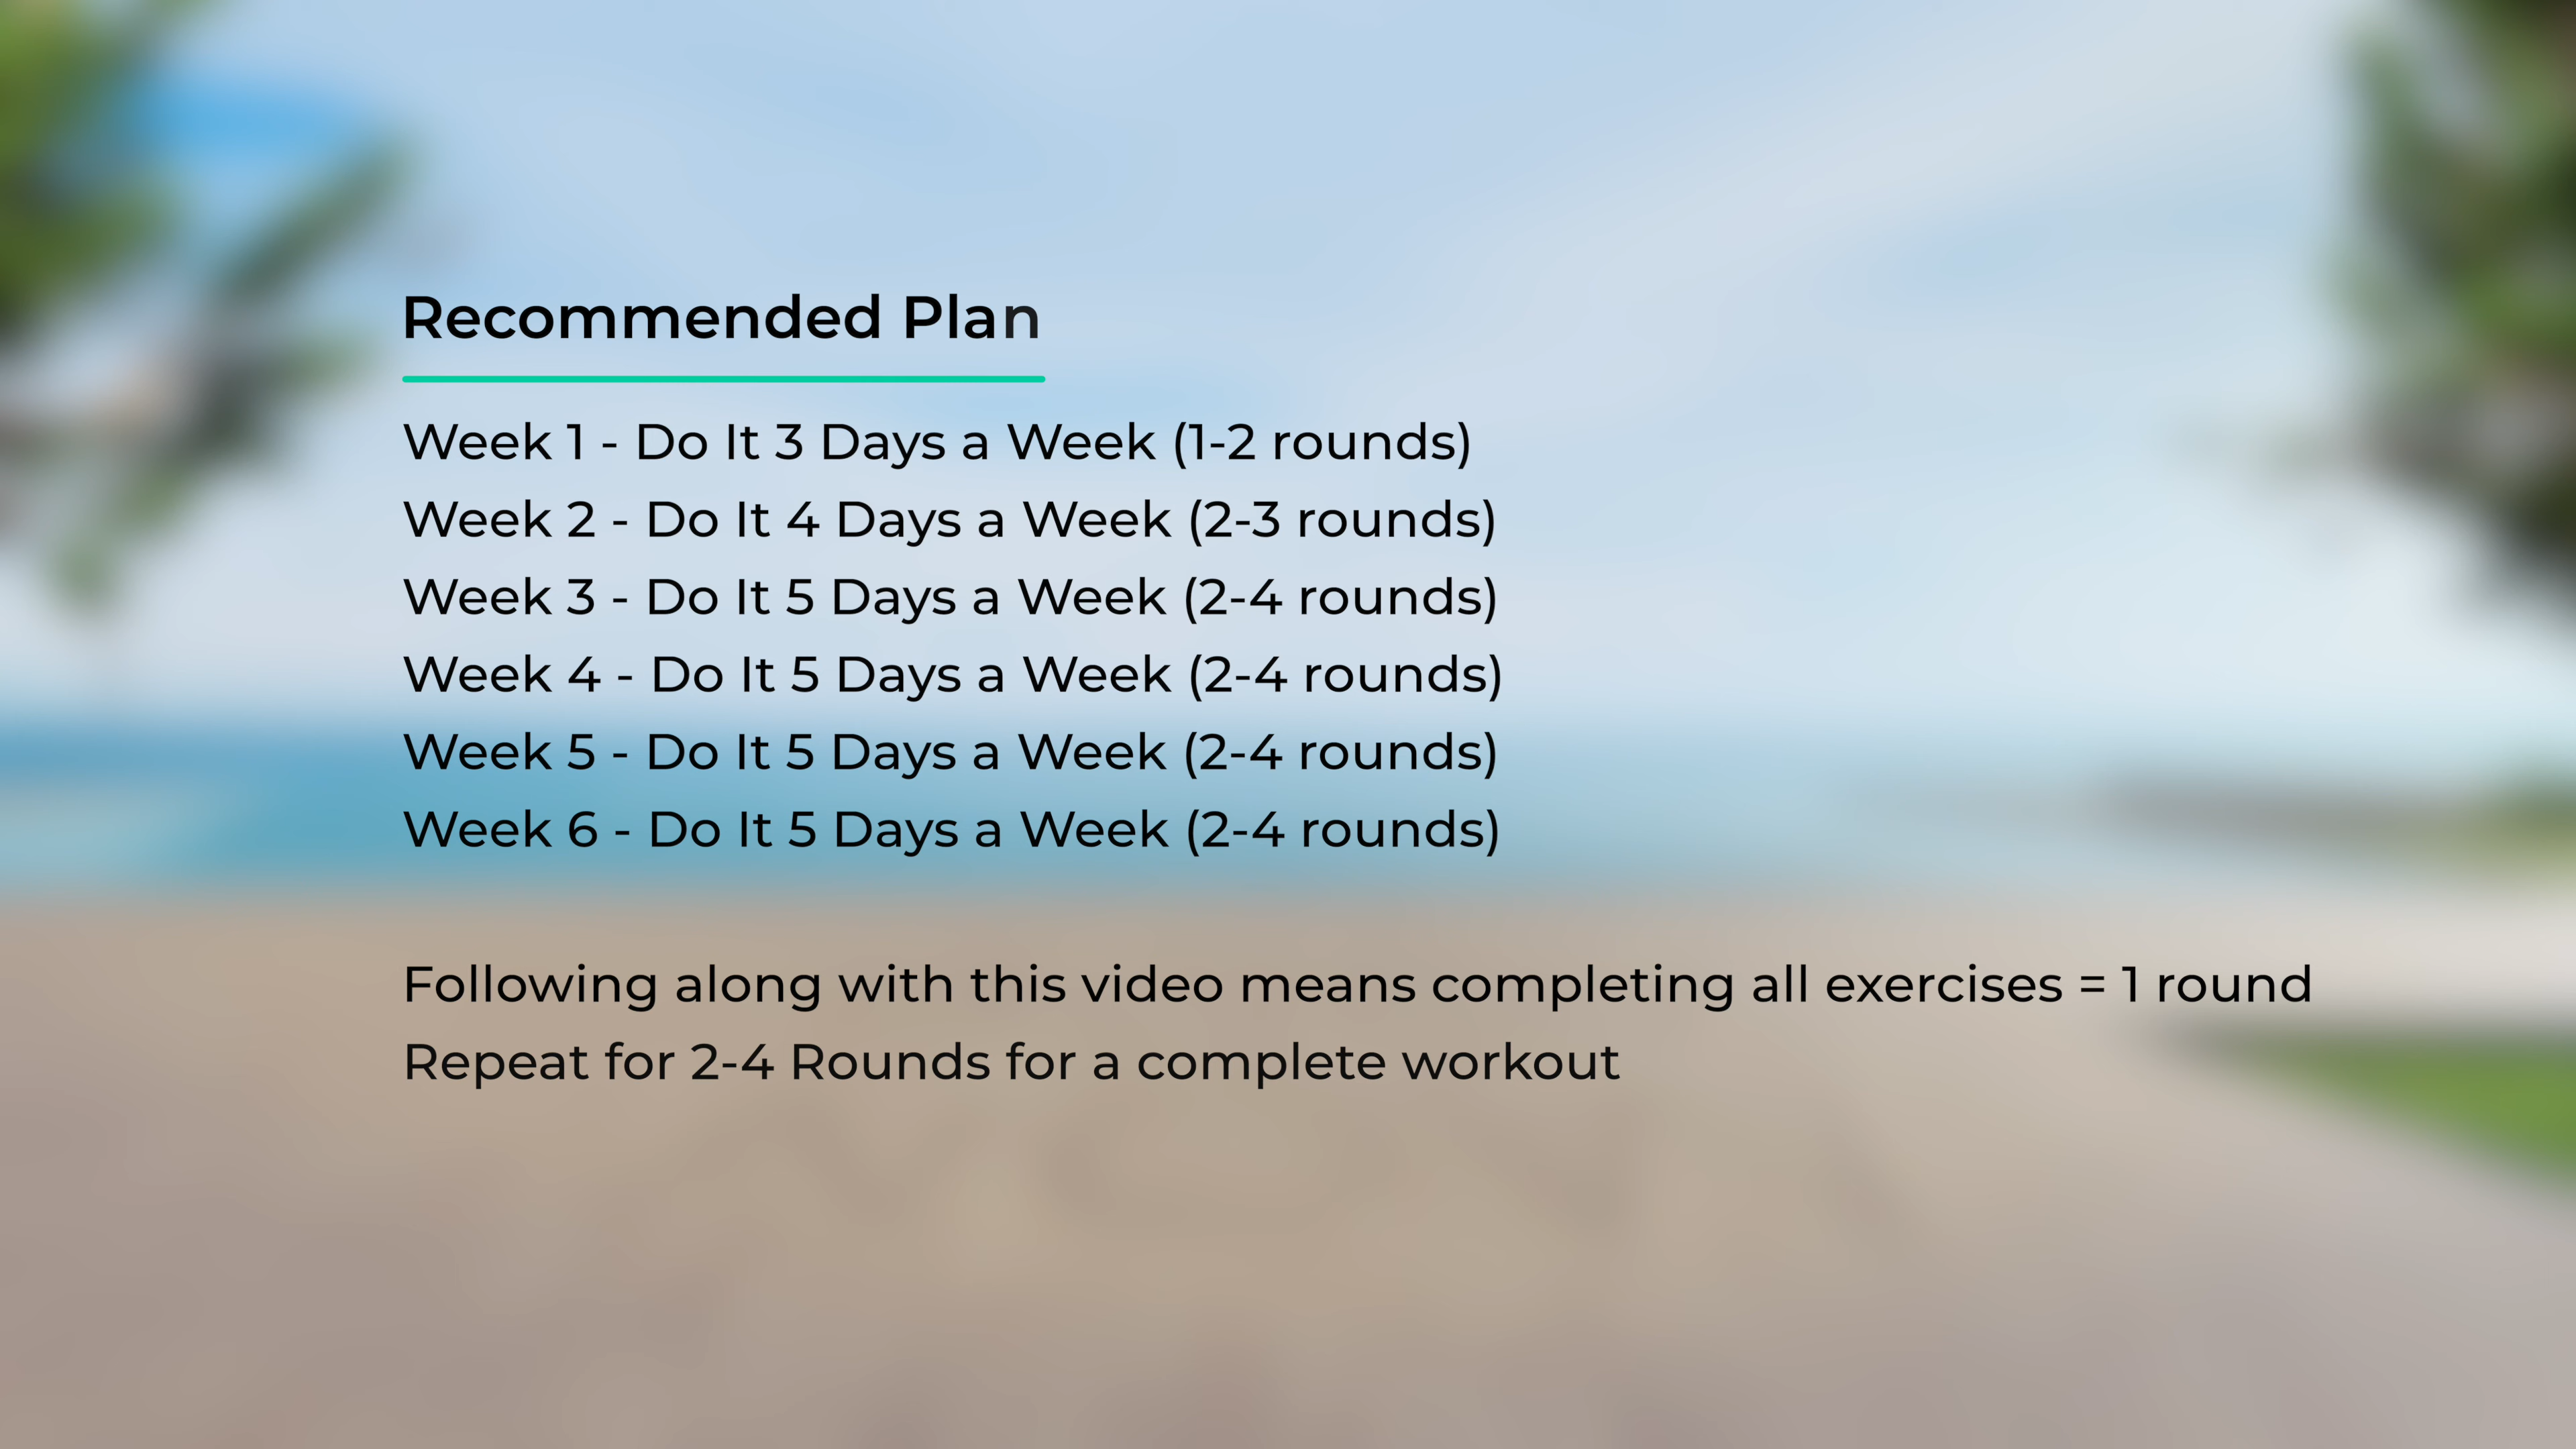 Recommended Plan
Week 1 - Do It 3 Days a Week (1-2 rounds)
Week 2 - Do It 4 Days a Week (2-3 rounds)
Week 3 - Do It 5 Days a Week (2-4 rounds)
Week 4 - Do It 5 Days a Week (2-4 rounds)
Week 5 - Do It 5 Days a Week (2-4 rounds)
Week 6 - Do It 5 Days a Week (2-4 rounds)
Following along with this video means completing all exercises = 1 round
Repeat for 2-4 Rounds for a complete workout